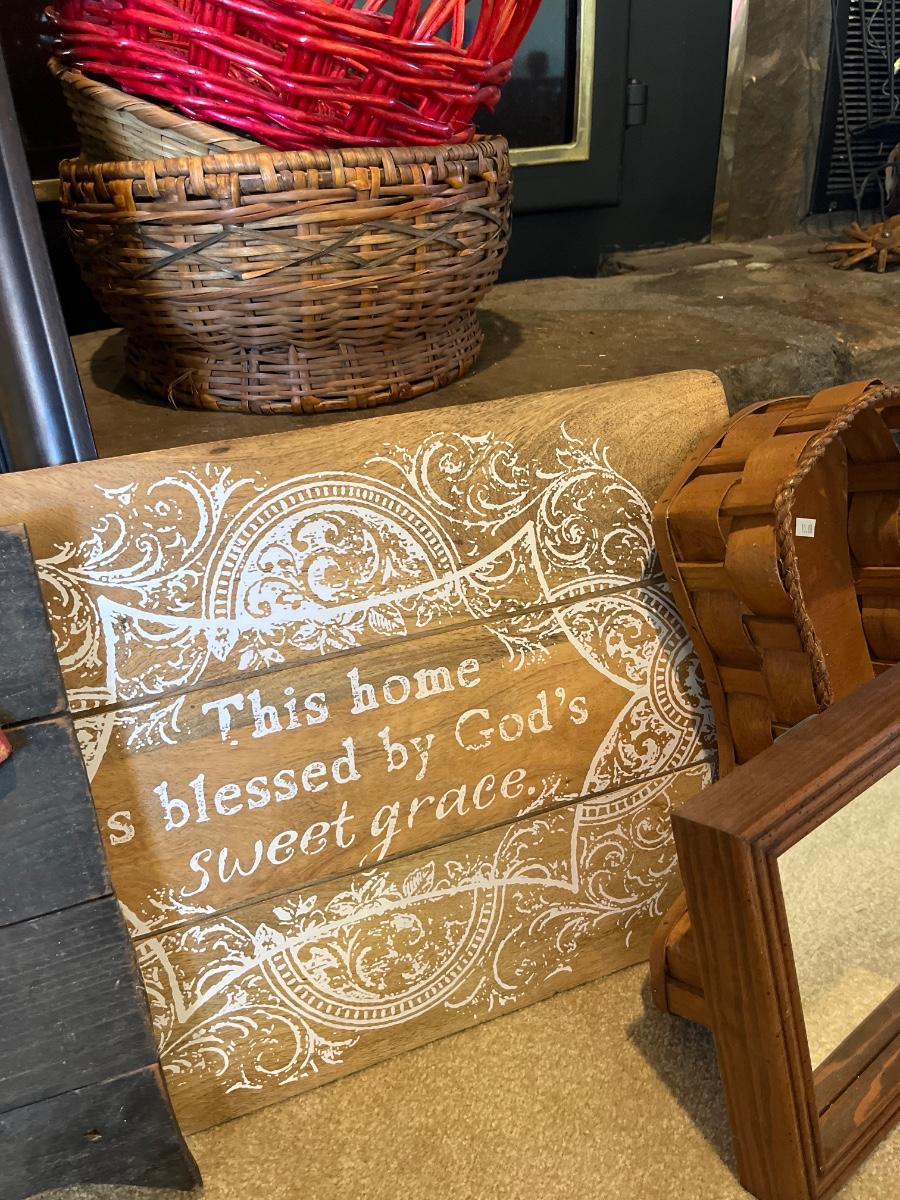 This home
s blessed by God's
sweet grace.